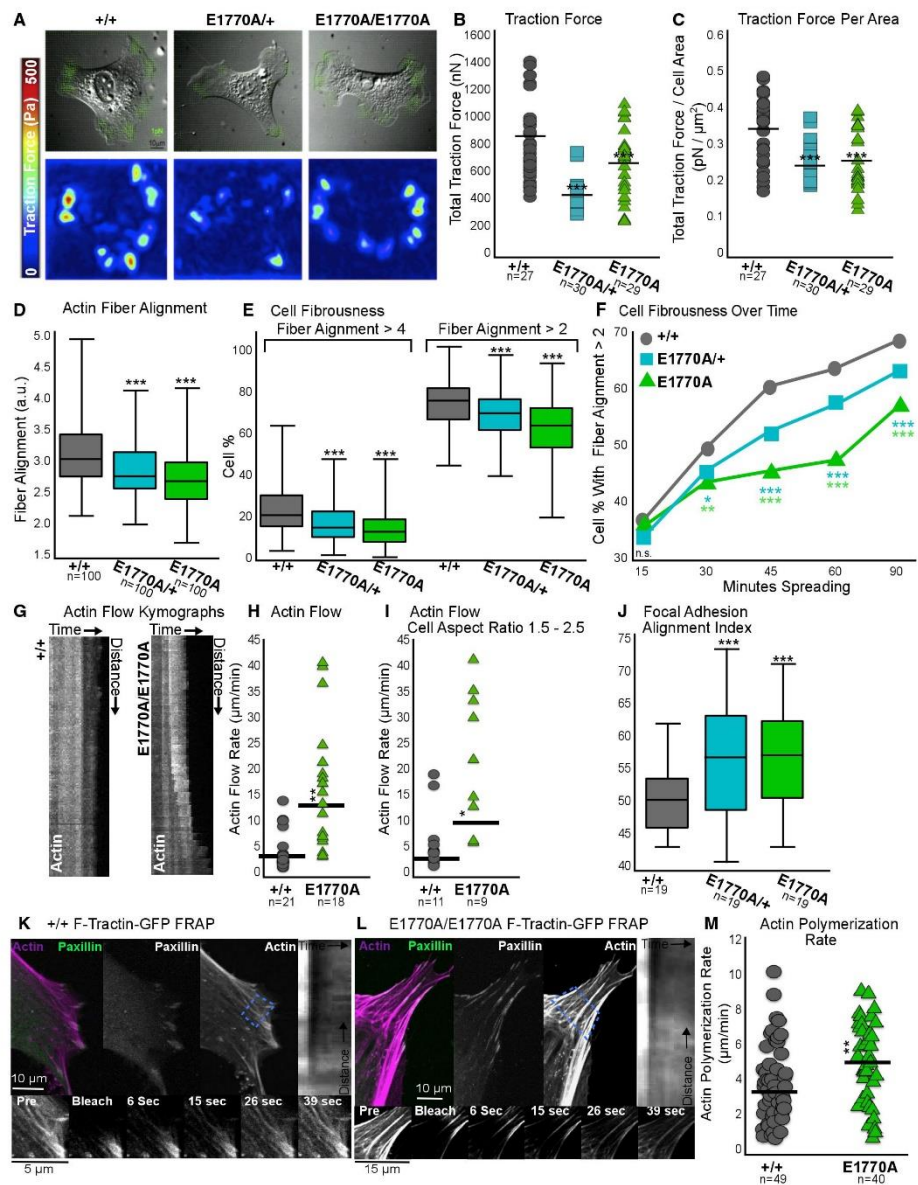 A
+/+
E1770A/+
E1770A/E1770A
0 Traction Force (Pa) 500
10µm
B
Traction Force
Total Traction Force (nN)
1600
1400
1200
1000
800
600
400
200
0
***
***
+/+
n=27
E1770A/+
n=30
E1770A
n=29
C
Traction Force Per Area
Total Traction Force / Cell Area
(pN / µm²)
0.6
0.5
0.4
0.3
0.2
0.1
0
***
***
+/+
n=27
E1770A/+
n=30
E1770A
n=29
D
Actin Fiber Alignment
Fiber Alignment (a.u.)
5.0
4.5
4.0
3.5
3.0
2.5
2.0
1.5
***
***
+/+
n=100
E1770A/+
n=100
E1770A
n=100
E
Cell Fibrousness
Fiber Aignment > 4
Fiber Aignment > 2
Cell %
100
80
60
40
20
0
***
***
***
***
+/+
E1770A/+
E1770A
+/+
E1770A/+
E1770A
F
Cell Fibrousness Over Time
Cell % With Fiber Aignment > 2
70
60
50
40
30
+/+
E1770A/+
E1770A
n.s.
*
**
***
***
***
***
***
***
15
30
45
60
90
Minutes Spreading
G
Actin Flow Kymographs
Time
Time
+/+
Distance
E1770A/E1770A
Distance
Actin
Actin
H
Actin Flow
Actin Flow Rate (µm/min)
45
40
35
30
25
20
15
10
5
0
**
+/+
n=21
E1770A
n=18
I
Actin Flow
Cell Aspect Ratio 1.5 - 2.5
Actin Flow Rate (µm/min)
45
40
35
30
25
20
15
10
5
0
*
+/+
n=11
E1770A
n=9
J
Focal Adhesion
Alignment Index
75
70
65
60
55
50
45
40
***
***
+/+
n=19
E1770A/+
n=19
E1770A
n=19
K
+/+ F-Tractin-GFP FRAP
Actin
Paxillin
Paxillin
Actin
Time
Distance
10 µm
Pre
Bleach
6 Sec
15 sec
26 sec
39 sec
5 µm
L
E1770A/E1770A F-Tractin-GFP FRAP
Actin
Paxillin
Paxillin
Actin
Time
Distance
10 µm
Pre
Bleach
6 Sec
15 sec
26 sec
39 sec
15 µm
M
Actin Polymerization
Rate
Actin Polymerization Rate
(µm/min)
12
10
8
6
4
2
0
**
+/+
n=49
E1770A
n=40